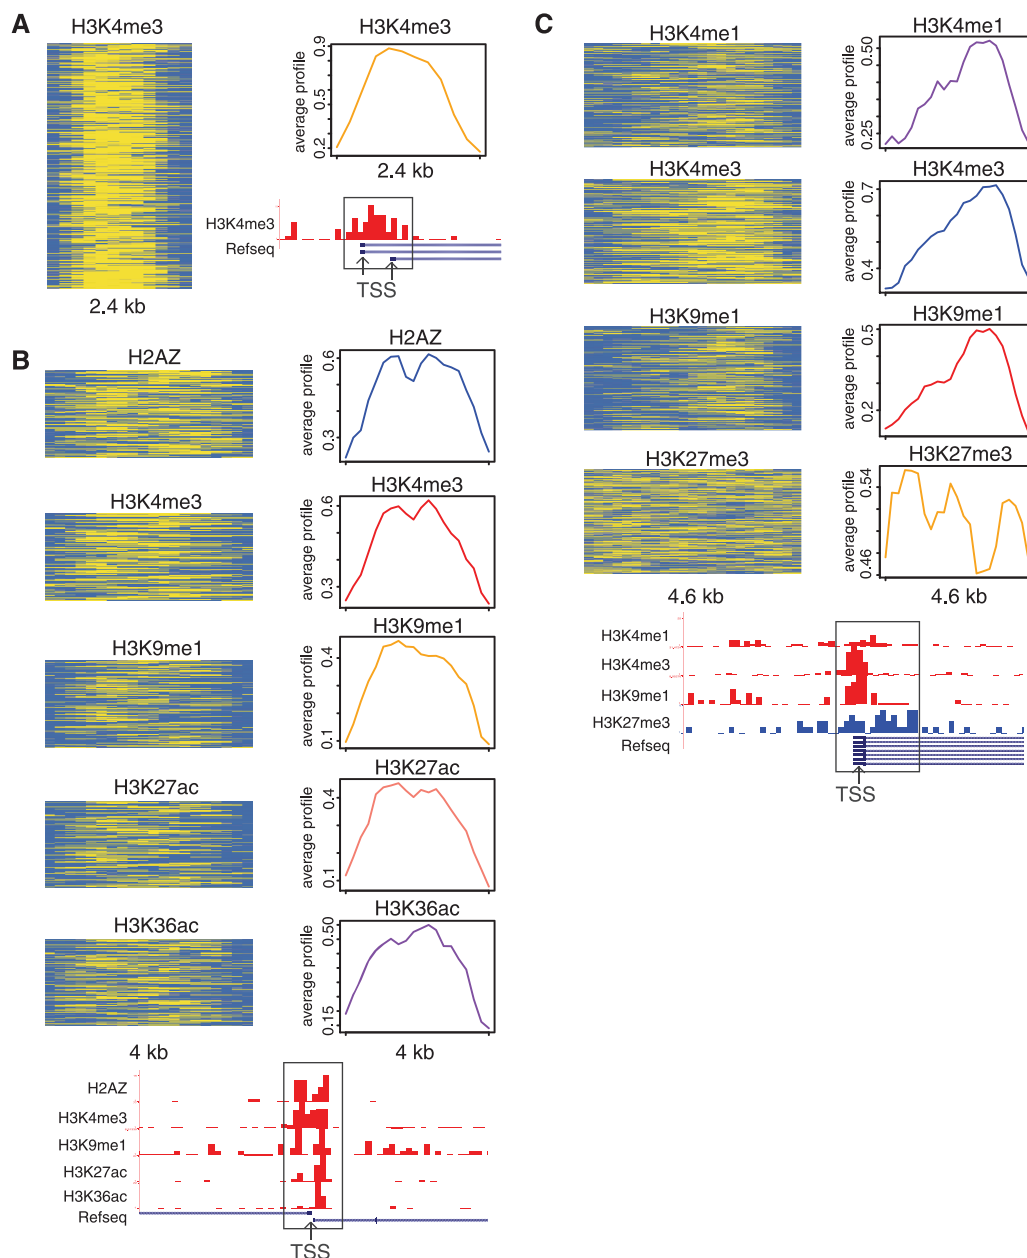 A
H3K4me3
2.4 kb
H3K4me3
average profile
0.9
0.5
0.2
2.4 kb
H3K4me3
Refseq
TSS
B
H2AZ
H3K4me3
H3K9me1
H3K27ac
H3K36ac
4 kb
H2AZ
average profile
0.6
0.3
H3K4me3
average profile
0.6
0.3
H3K9me1
average profile
0.4
0.1
H3K27ac
average profile
0.4
0.1
H3K36ac
average profile
0.50
0.15
4 kb
H2AZ
H3K4me3
H3K9me1
H3K27ac
H3K36ac
Refseq
TSS
C
H3K4me1
H3K4me3
H3K9me1
H3K27me3
4.6 kb
H3K4me1
average profile
0.50
0.25
H3K4me3
average profile
0.7
0.4
H3K9me1
average profile
0.5
0.2
H3K27me3
average profile
0.54
0.46
4.6 kb
H3K4me1
H3K4me3
H3K9me1
H3K27me3
Refseq
TSS